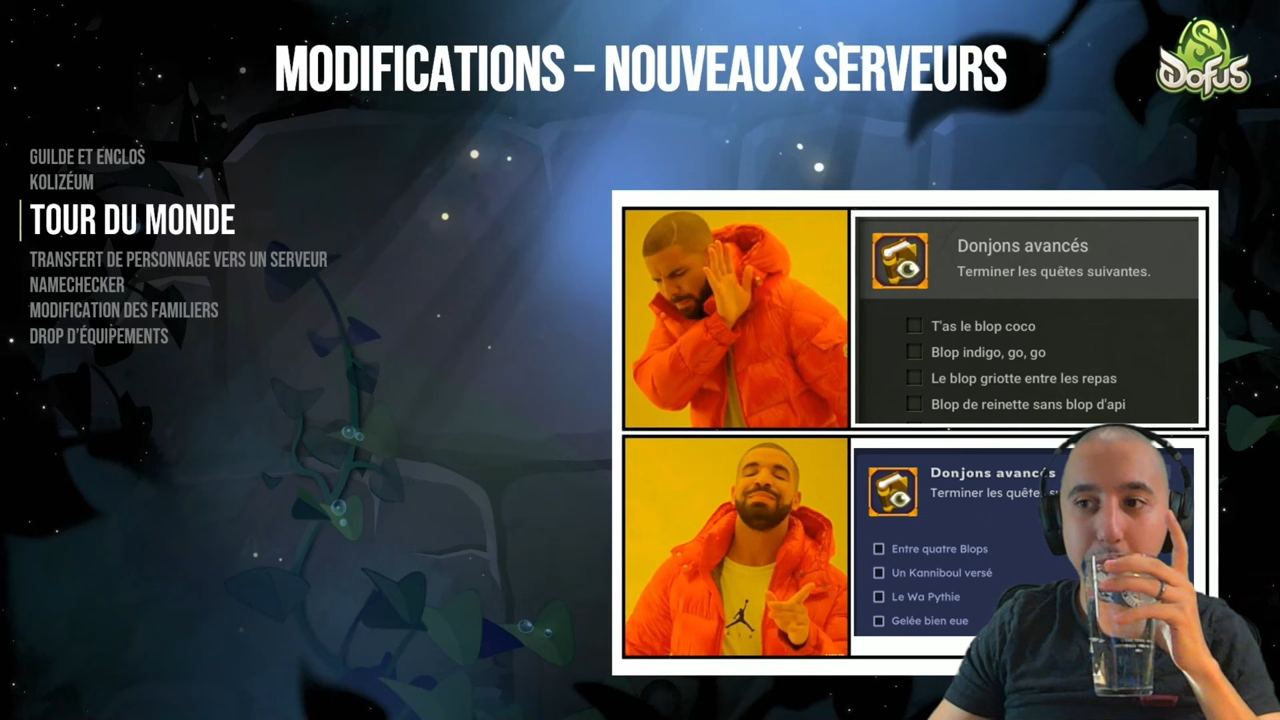 MODIFICATIONS – NOUVEAUX SERVEURS
DOFUS
GUILDE ET ENCLOS
KOLIZÉUM
TOUR DU MONDE
TRANSFERT DE PERSONNAGE VERS UN SERVEUR
NAMECHECKER
MODIFICATION DES FAMILIERS
DROP D'ÉQUIPEMENTS
Donjons avancés
Terminer les quêtes suivantes.
T'as le blop coco
Blop indigo, go, go
Le blop griotte entre les repas
Blop de reinette sans blop d'api
Donjons avancés
Terminer les
Entre quatre Blops
Un Kanniboul versé
Le Wa Pythie
Gelée bien eue